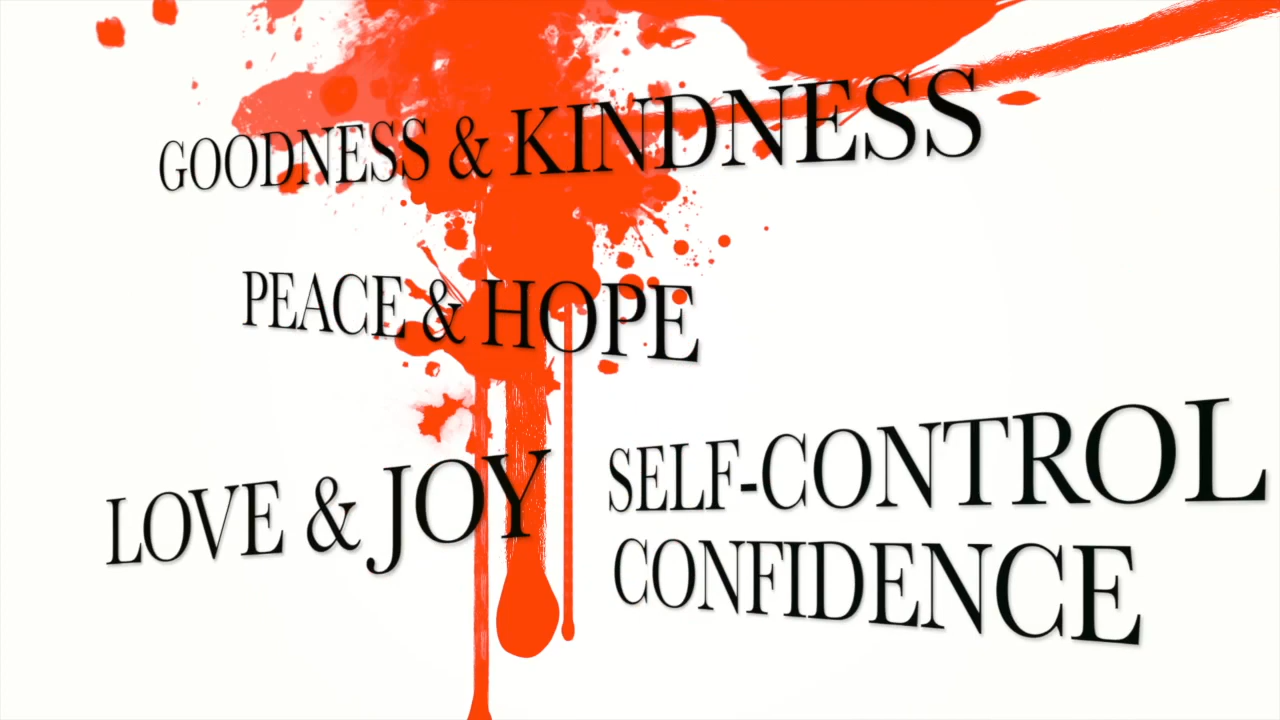 GOODNESS & KINDNESS
PEACE & HOPE
LOVE & JOY
SELF-CONTROL
CONFIDENCE